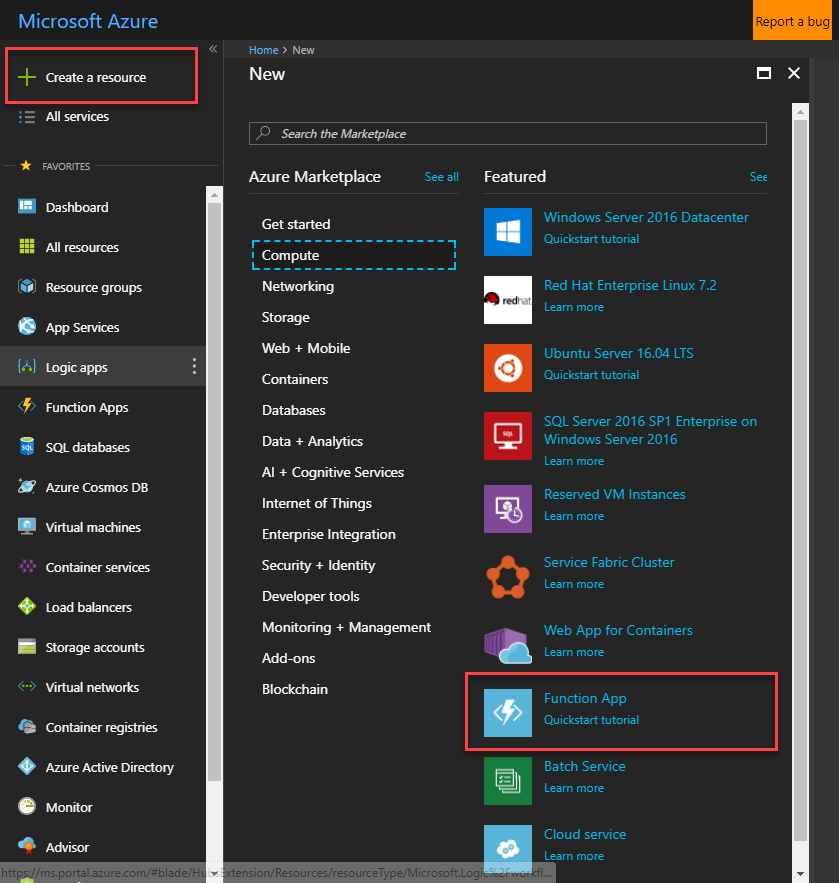 Microsoft Azure
Report a bug
Create a resource
All services
FAVORITES
Dashboard
All resources
Resource groups
App Services
Logic apps
Function Apps
SQL
SQL databases
Azure Cosmos DB
Virtual machines
Container services
Load balancers
Storage accounts
Virtual networks
Container registries
Azure Active Directory
Monitor
Advisor
Home > New
New
Search the Marketplace
Azure Marketplace
See all
Get started
Compute
Networking
Storage
Web + Mobile
Containers
Databases
Data + Analytics
AI + Cognitive Services
Internet of Things
Enterprise Integration
Security + Identity
Developer tools
Monitoring + Management
Add-ons
Blockchain
Featured
See
Windows Server 2016 Datacenter
Quickstart tutorial
redhat
Red Hat Enterprise Linux 7.2
Learn more
Ubuntu Server 16.04 LTS
Quickstart tutorial
SQL
SQL Server 2016 SP1 Enterprise on
Windows Server 2016
Learn more
Reserved VM Instances
Learn more
Service Fabric Cluster
Learn more
Web App for Containers
Learn more
Function App
Quickstart tutorial
Batch Service
Learn more
Cloud service
Learn more
https://ms.portal.azure.com/#blade/HubsExtension/Resources/resourceType/Microsoft.Logic%2Fworkfl...